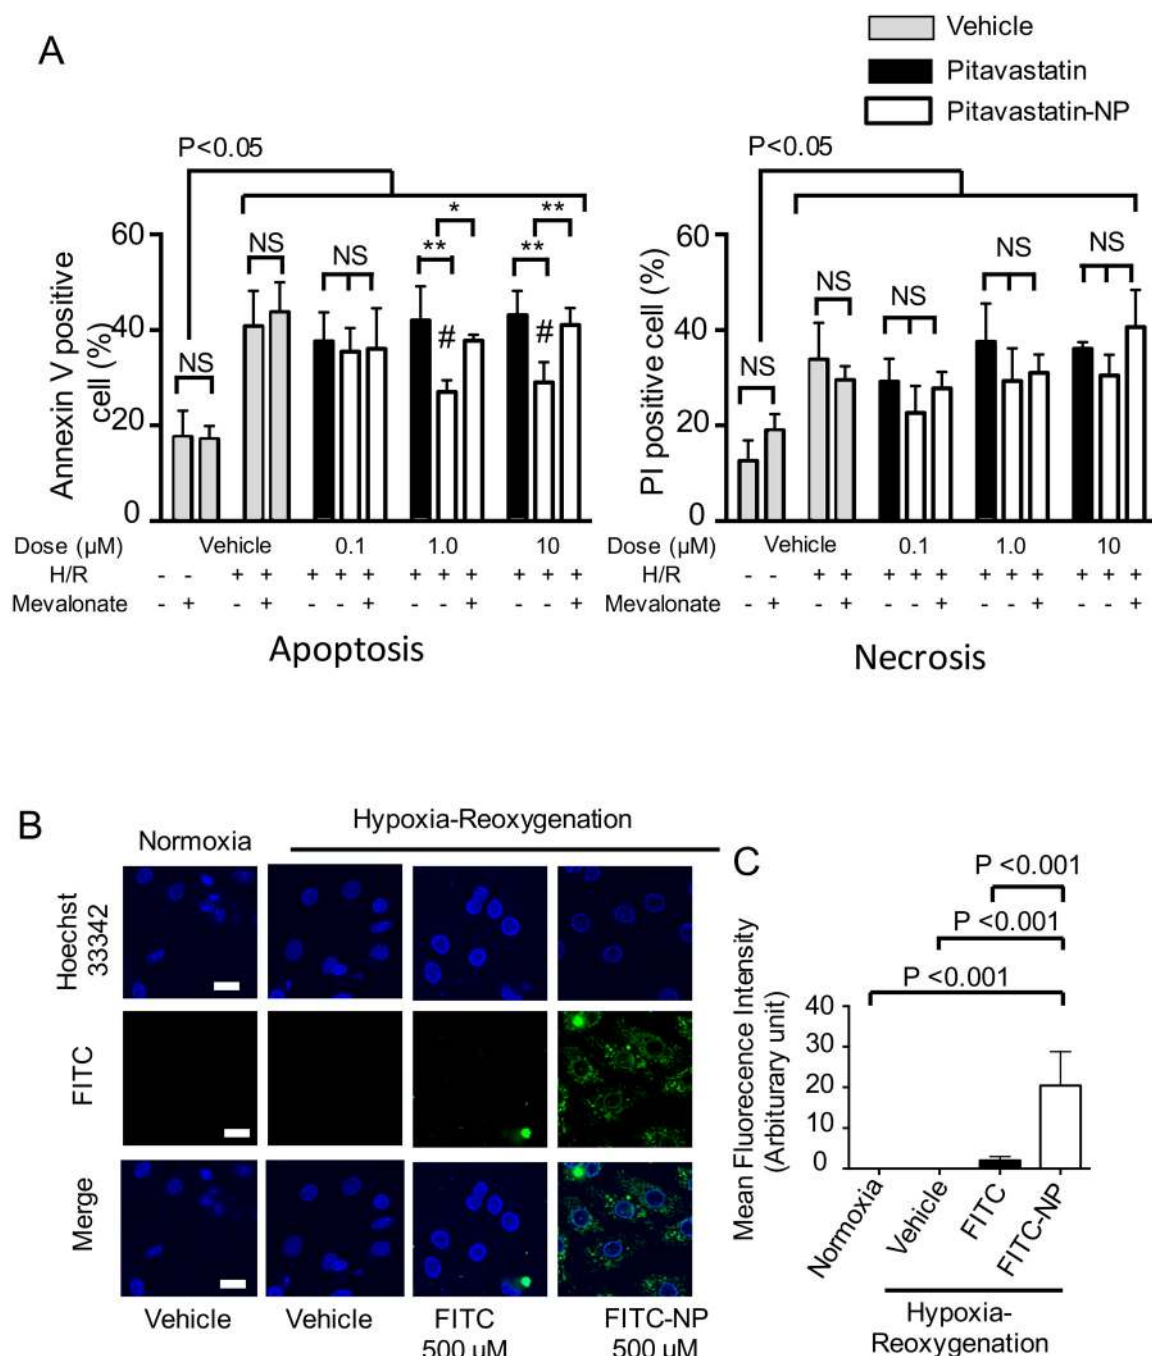 A
Vehicle
Pitavastatin
Pitavastatin-NP
P<0.05
Annexin V positive
cell (%)
60
40
20
0
NS
NS
NS
**
*
#
**
**
#
Dose (μM) Vehicle 0.1 1.0 10
H/R - - + + + + + + + + + + +
Mevalonate - + - + - - + - - + - - +
Apoptosis
P<0.05
PI positive cell (%)
60
40
20
0
NS
NS
NS
NS
NS
Dose (μM) Vehicle 0.1 1.0 10
H/R - - + + + + + + + + + + +
Mevalonate - + - + - - + - - + - - +
Necrosis
B
Normoxia
Hypoxia-Reoxygenation
Hoechst
33342
FITC
Merge
Vehicle
Vehicle
FITC
500 μM
FITC-NP
500 μM
C
P <0.001
P <0.001
P <0.001
Mean Fluorecence Intensity
(Arbiturary unit)
40
30
20
10
0
Normoxia
Vehicle
FITC
FITC-NP
Hypoxia-
Reoxygenation